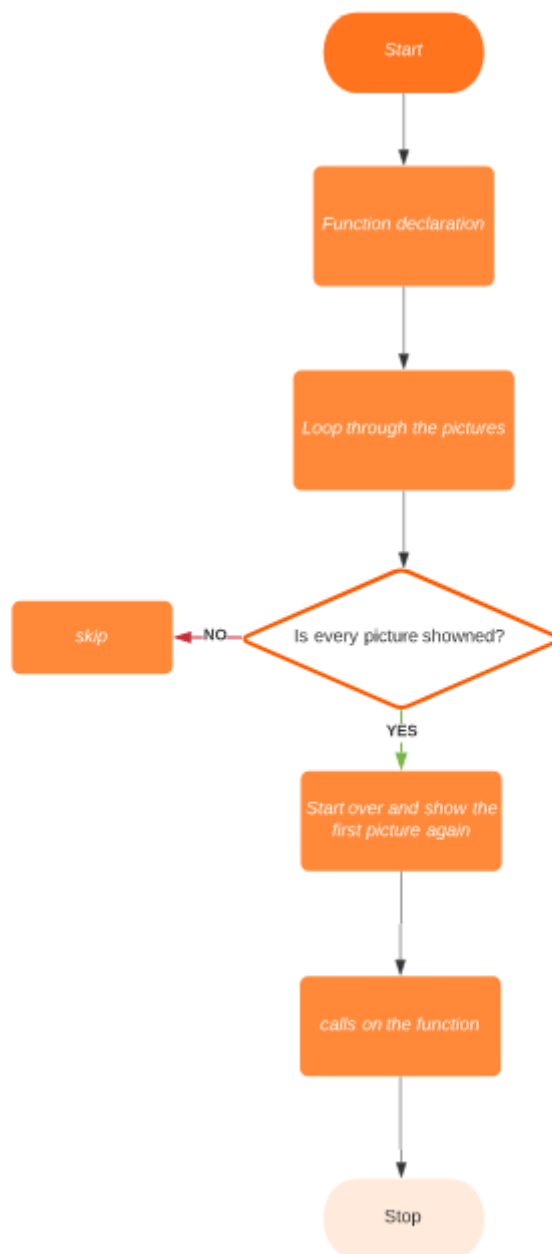 Start
Function declaration
Loop through the pictures
Is every picture showned?
NO
skip
YES
Start over and show the
first picture again
calls on the function
Stop